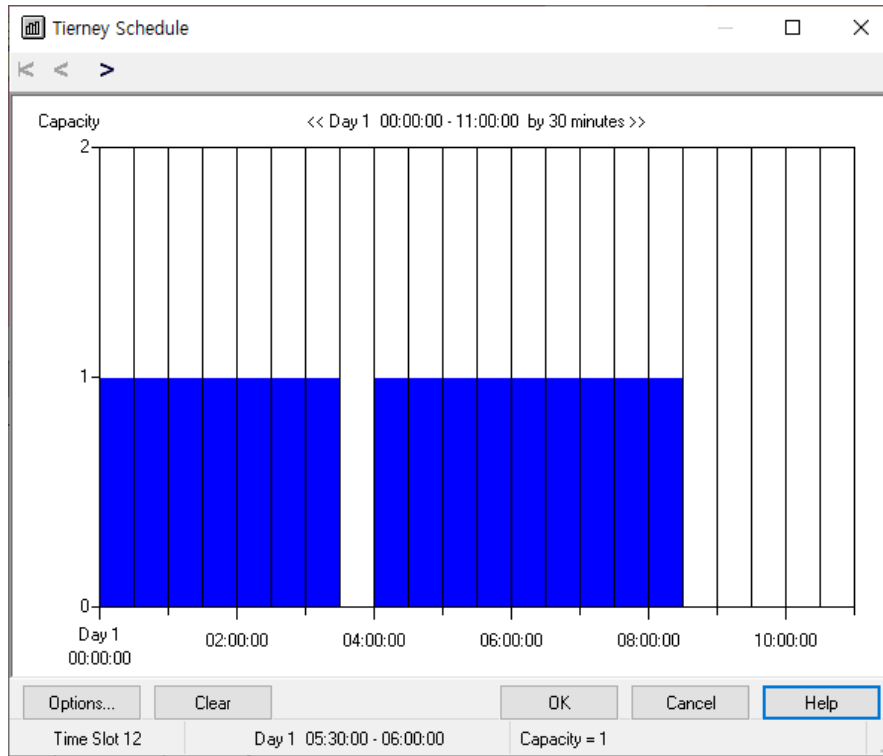 Tierney Schedule
Capacity
<< Day 1 00:00:00 - 11:00:00 by 30 minutes >>
2
1
0
Day 1
00:00:00
02:00:00
04:00:00
06:00:00
08:00:00
10:00:00
Options...
Clear
OK
Cancel
Help
Time Slot 12
Day 1 05:30:00 - 06:00:00
Capacity = 1